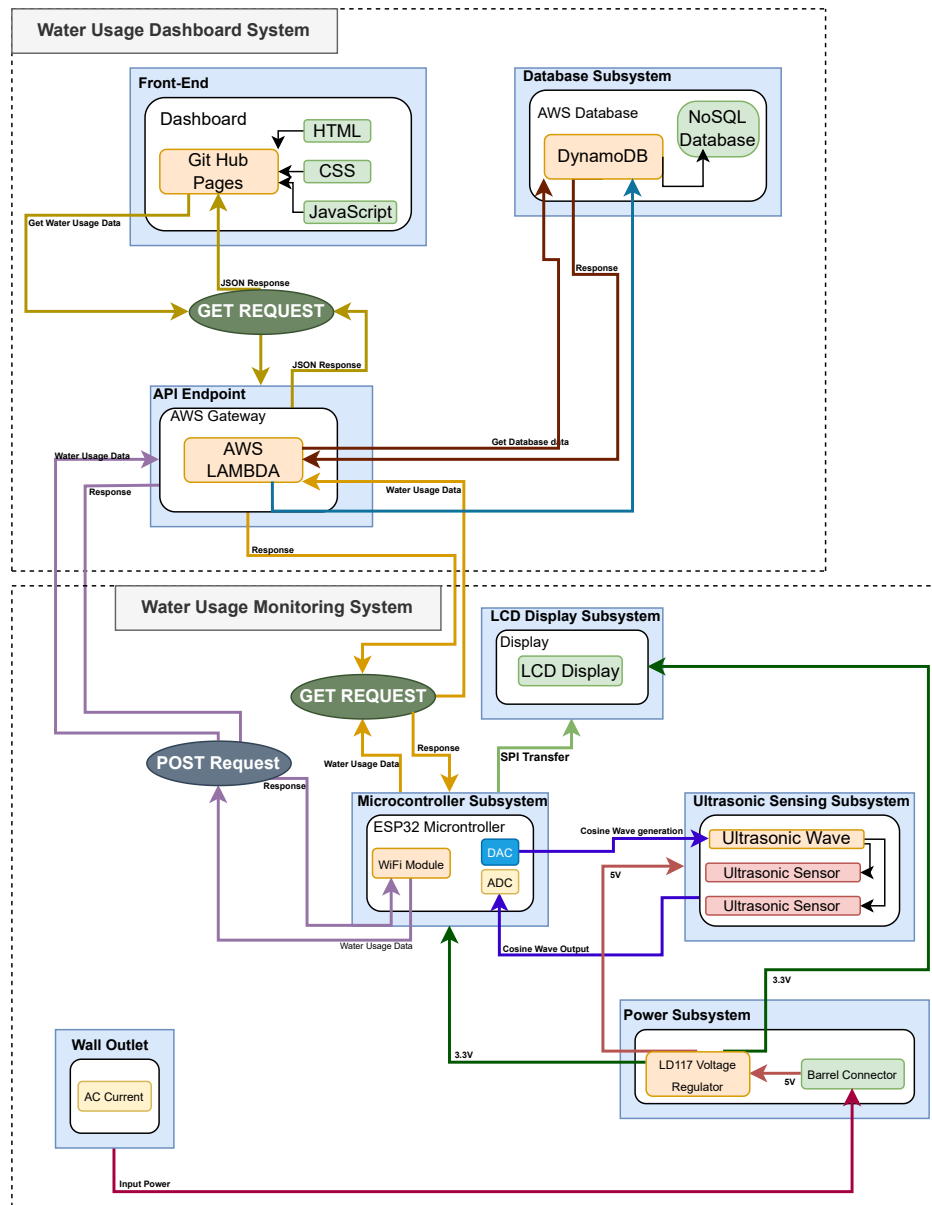 Water Usage Dashboard System
Front-End
Dashboard
Git Hub
Pages
HTML
CSS
JavaScript
Database Subsystem
AWS Database
DynamoDB
NoSQL
Database
Get Water Usage Data
JSON Response
GET REQUEST
JSON Response
Response
API Endpoint
AWS Gateway
AWS
LAMBDA
Get Database data
Water Usage Data
Response
Water Usage Data
Response
Water Usage Monitoring System
LCD Display Subsystem
Display
LCD Display
GET REQUEST
POST Request
Response
Water Usage Data
Response
SPI Transfer
Microcontroller Subsystem
ESP32 Microntroller
WiFi Module
DAC
ADC
Water Usage Data
Cosine Wave generation
5V
Cosine Wave Output
Ultrasonic Sensing Subsystem
Ultrasonic Wave
Ultrasonic Sensor
Ultrasonic Sensor
3.3V
3.3V
Power Subsystem
LD117 Voltage
Regulator
5V
Barrel Connector
Wall Outlet
AC Current
Input Power